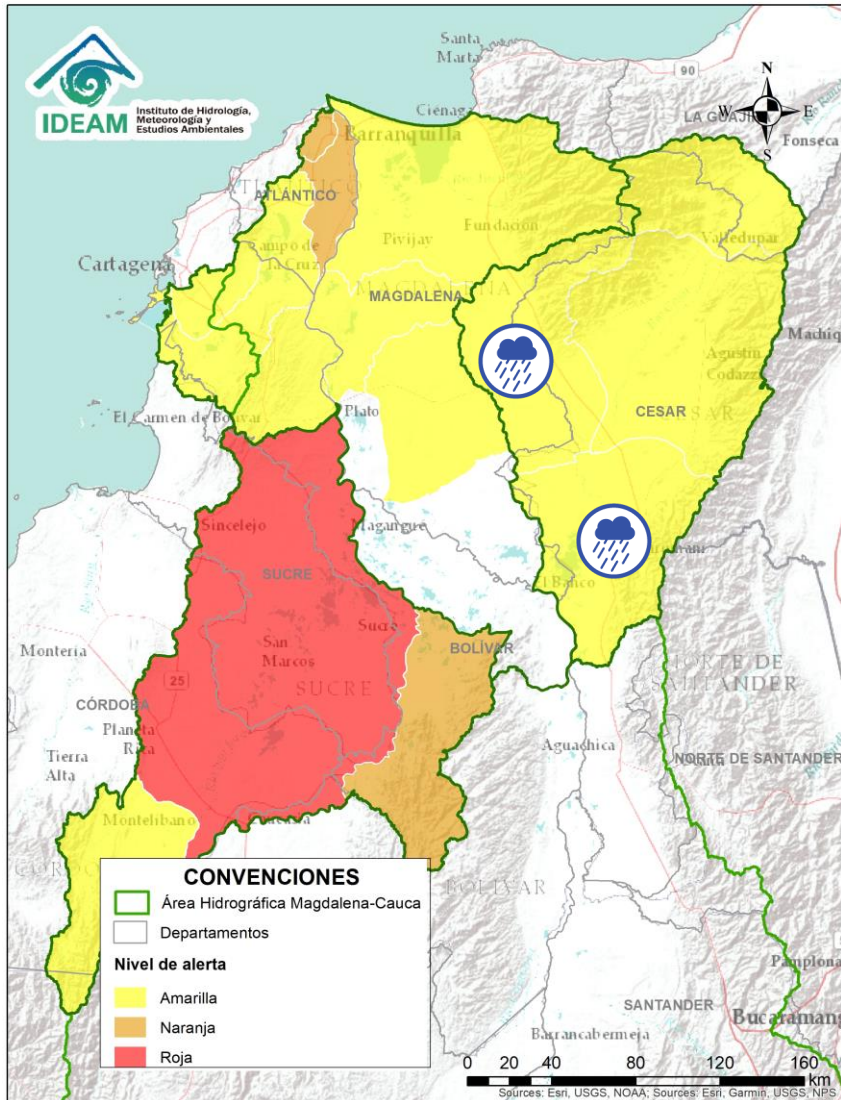 IDEAM
Instituto de Hidrología,
Meteorología y
Estudios Ambientales
Santa
Marta
90
N
W
E
S
Ciénaga
LA GUAJIRA
Fonseca
Barranquilla
ATLÁNTICO
Fundación
Valledupar
Pivijay
Campo de
la Cruz
Cartagena
MAGDALENA
Agustín
Codazzi
CESAR
Plato
El Carmen de Bolívar
Sincelejo
Magangue
SUCRE
El Banco
Sucre
San
Marcos
BOLÍVAR
Montería
25
SUCRE
NORTE DE
SANTANDER
CÓRDOBA
Planeta
Rica
Tierra
Alta
Aguachica
NORTE DE SANTANDER
Montelibano
BOLÍVAR
CONVENCIONES
Área Hidrográfica Magdalena-Cauca
Departamentos
Nivel de alerta
Amarilla
Naranja
Roja
Pamplona
SANTANDER
Bucaramang
Barrancabermeja
0 20 40 80 120 160
Km
Sources: Esri, USGS, NOAA; Sources: Esri, Garmin, USGS, NPS